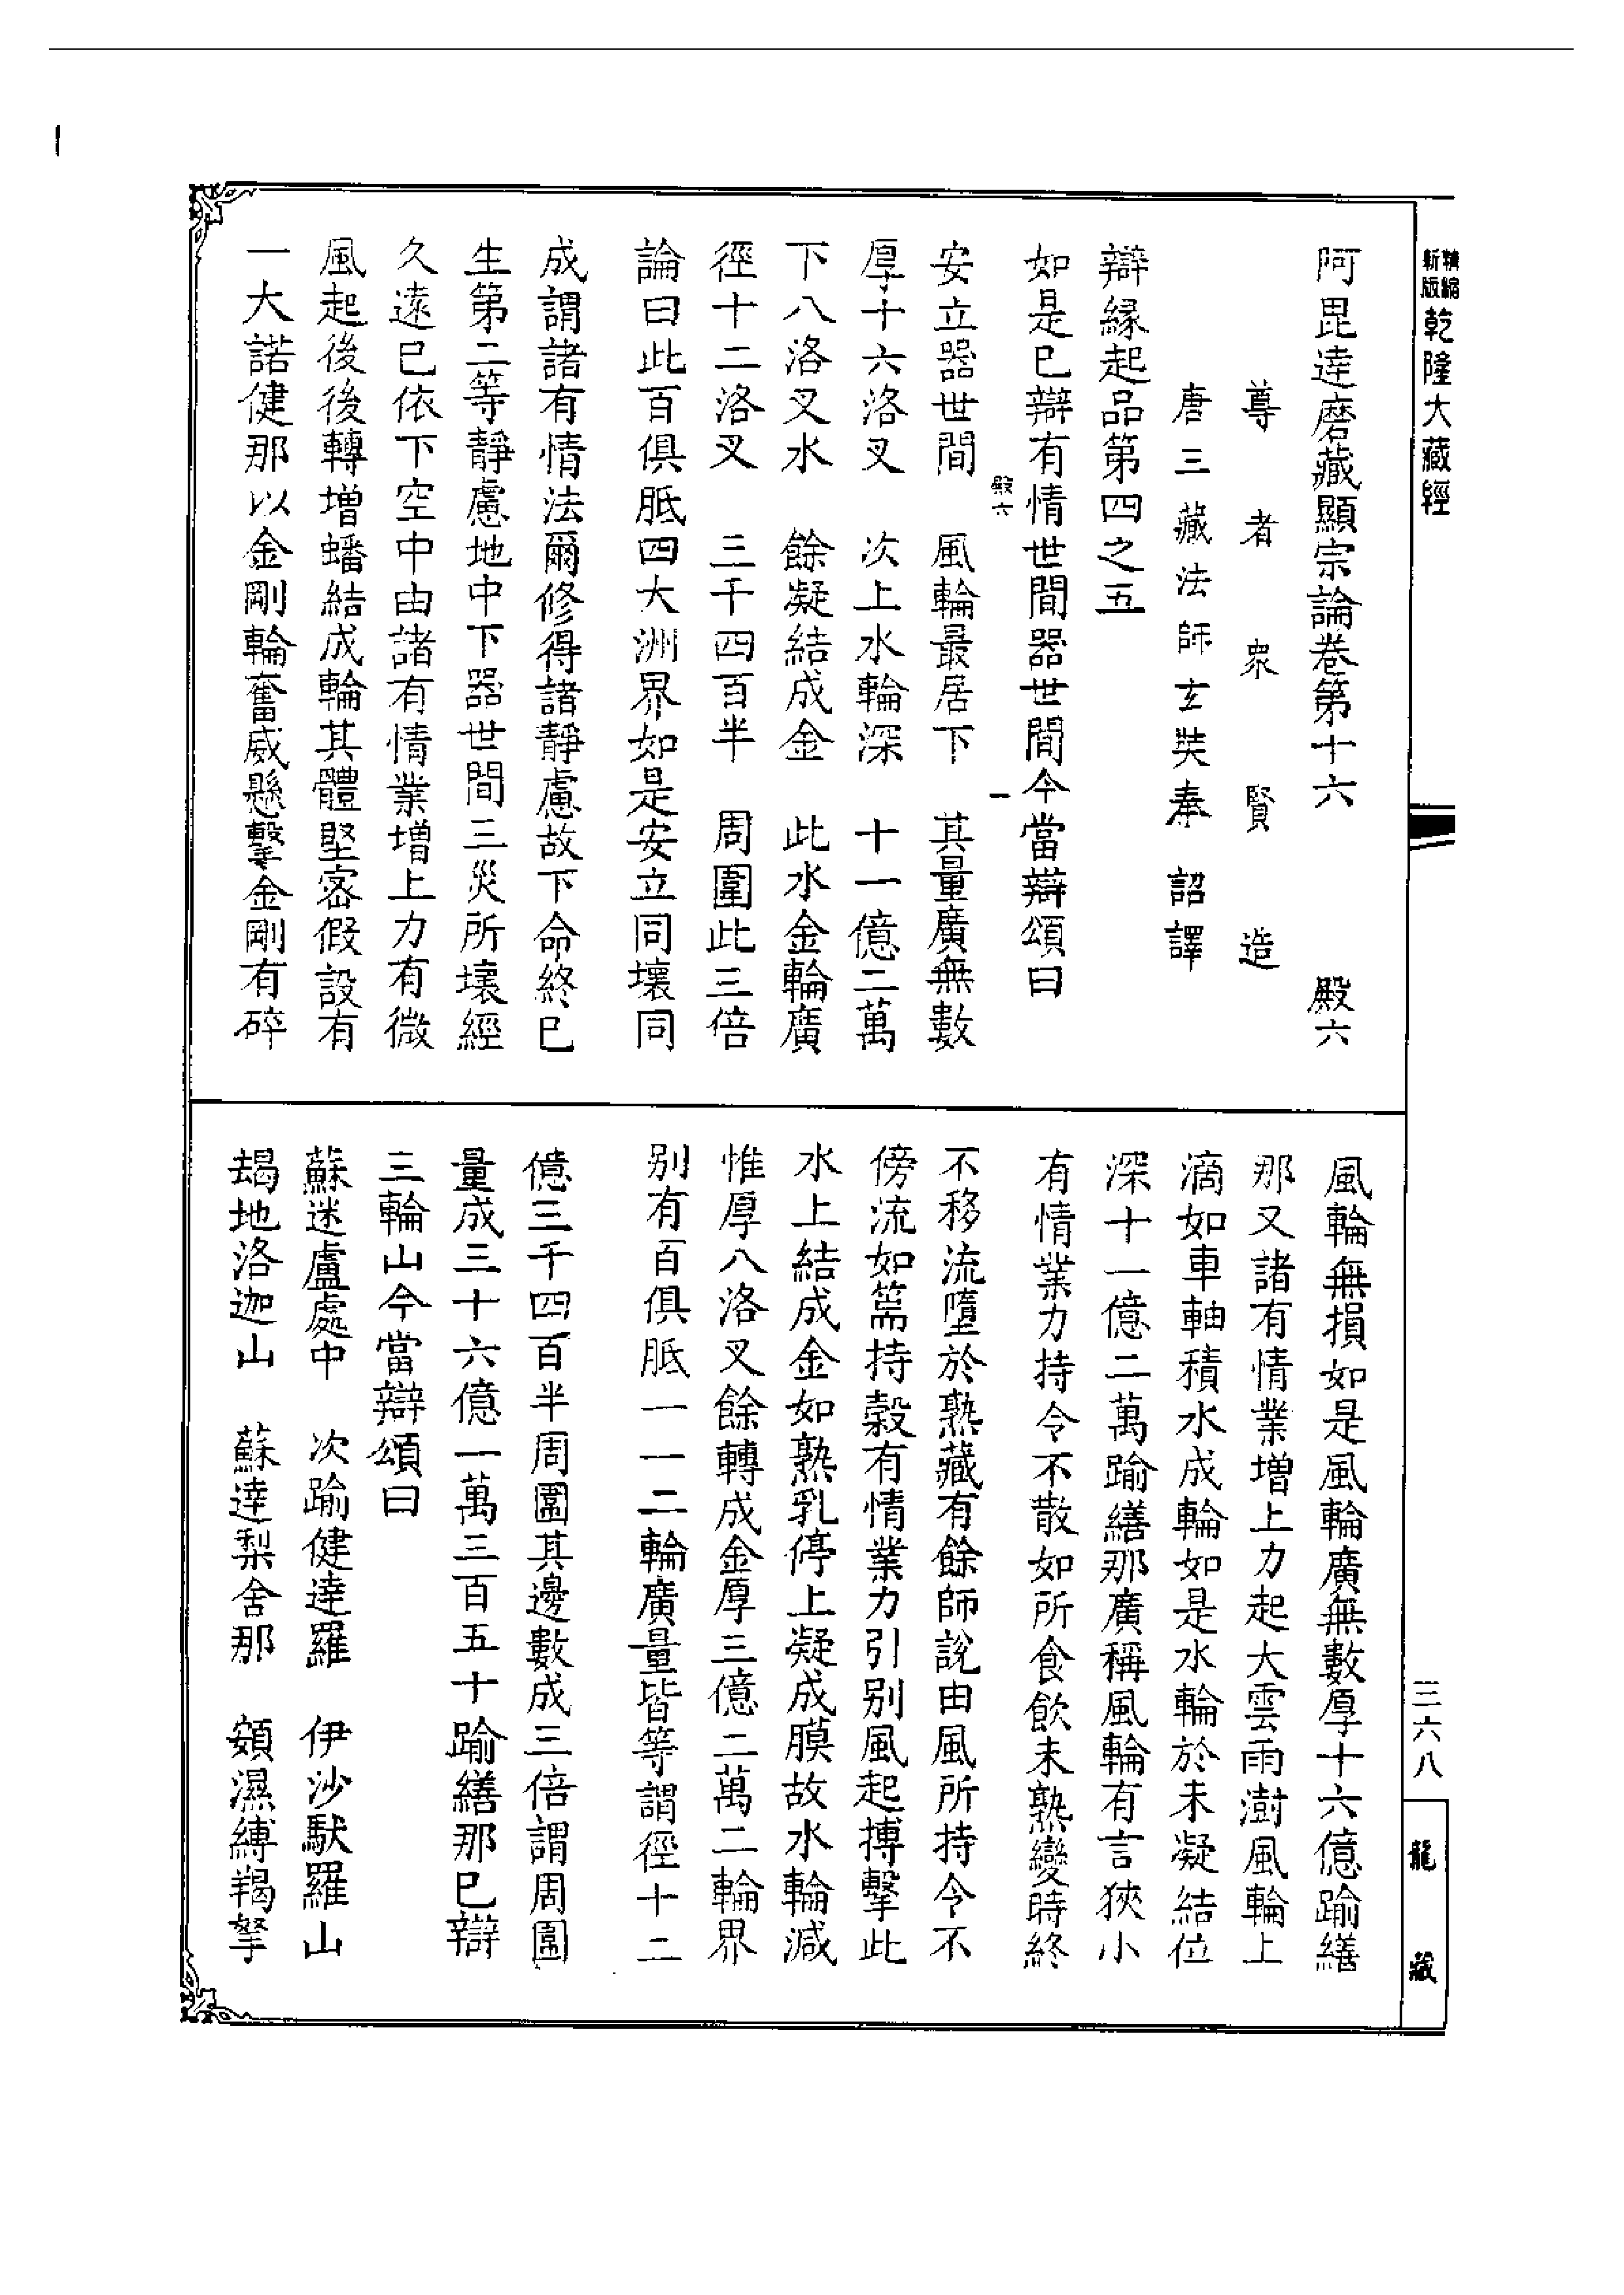 精縮新版乾隆大藏經
阿毘達磨藏顯宗論卷第十六 殿六
尊者衆賢造
唐三藏法師玄奘奉 詔譯
辯緣起品第四之五
如是已辯有情世間器世間今當辯頌曰
殿六 一
安立器世間 風輪最居下 其量廣無數
厚十六洛叉 次上水輪深 十一億二萬
下八洛叉水 餘凝結成金 此水金輪廣
徑十二洛叉 三千四百半 周圍此三倍
論曰此百俱胝四大洲界如是安立同壞同
成謂諸有情法爾修得諸靜慮故下命終已
生第二等靜慮地中下器世間三災所壞經
久遠已依下空中由諸有情業增上力有微
風起後後轉增蟠結成輪其體堅密假設有
一大諾健那以金剛輪奮威懸擊金剛有碎
風輪無損如是風輪廣無數厚十六億踰繕
那又諸有情業增上力起大雲雨澍風輪上
滴如車軸積水成輪如是水輪於未凝結位
深十一億二萬踰繕那廣稱風輪有言狹小
有情業力持令不散如所食飲未熟變時終
不移流墮於熟藏有餘師說由風所持令不
傍流如篅持穀有情業力引別風起搏擊此
水上結成金如熟乳停上凝成膜故水輪減
惟厚八洛叉餘轉成金厚三億二萬二輪界
別有百俱胝一一二輪廣量皆等謂徑十二
億三千四百半周圍其邊數成三倍謂周圍
量成三十六億一萬三百五十踰繕那已辯
三輪山今當辯頌曰
蘇迷盧處中 次踰健達羅 伊沙馱羅山
朅地洛迦山 蘇達梨舍那 頞濕縛羯拏
三六八
龍藏